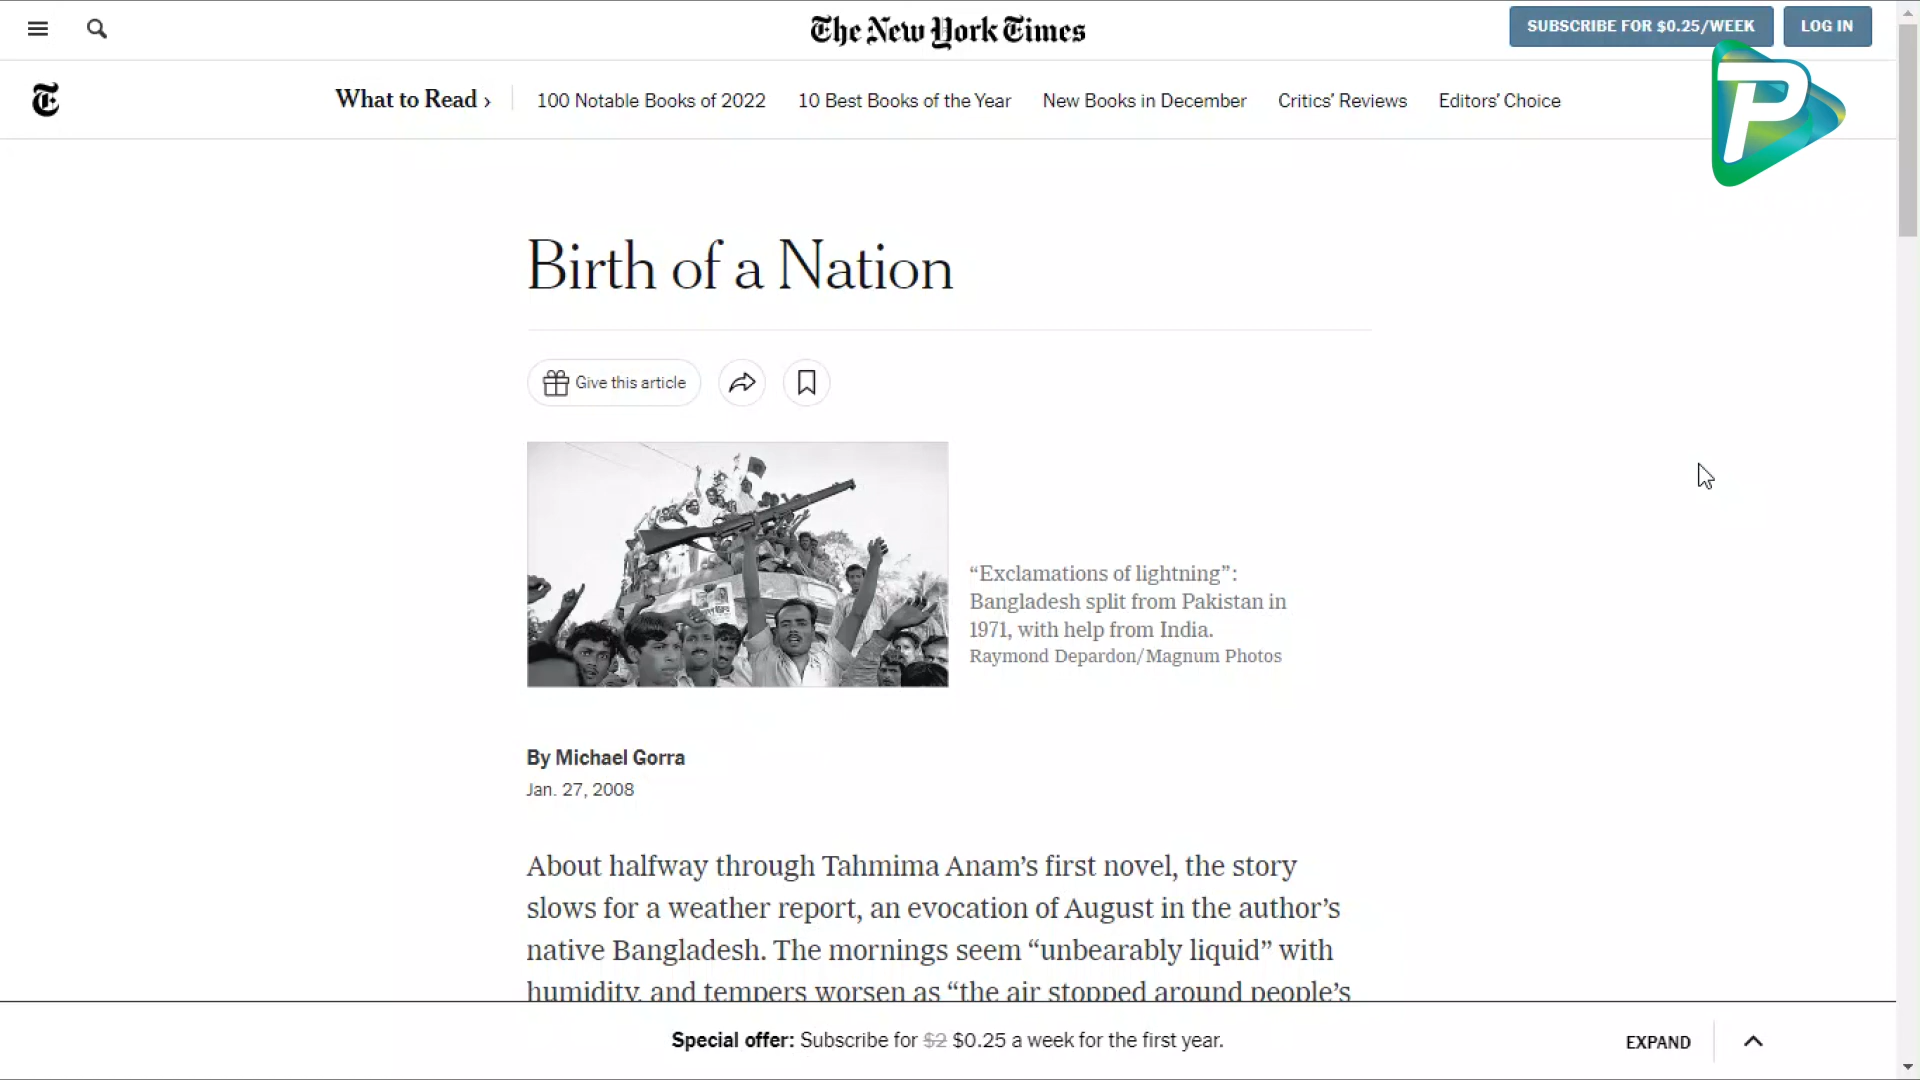 The New York Times
SUBSCRIBE FOR $0.25/WEEK
LOG IN
What to Read ›
100 Notable Books of 2022
10 Best Books of the Year
New Books in December
Critics’ Reviews
Editors’ Choice
P
Birth of a Nation
Give this article
“Exclamations of lightning”:
Bangladesh split from Pakistan in
1971, with help from India.
Raymond Depardon/Magnum Photos
By Michael Gorra
Jan. 27, 2008
About halfway through Tahmima Anam’s first novel, the story
slows for a weather report, an evocation of August in the author’s
native Bangladesh. The mornings seem “unbearably liquid” with
humidity, and tempers worsen as “the air stopped around people’s
Special offer: Subscribe for $2 $0.25 a week for the first year.
EXPAND